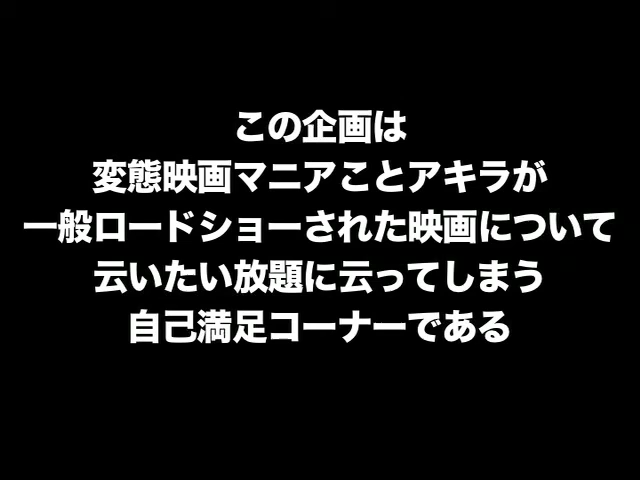 この企画は
変態映画マニアことアキラが
一般ロードショーされた映画について
云いたい放題に云ってしまう
自己満足コーナーである